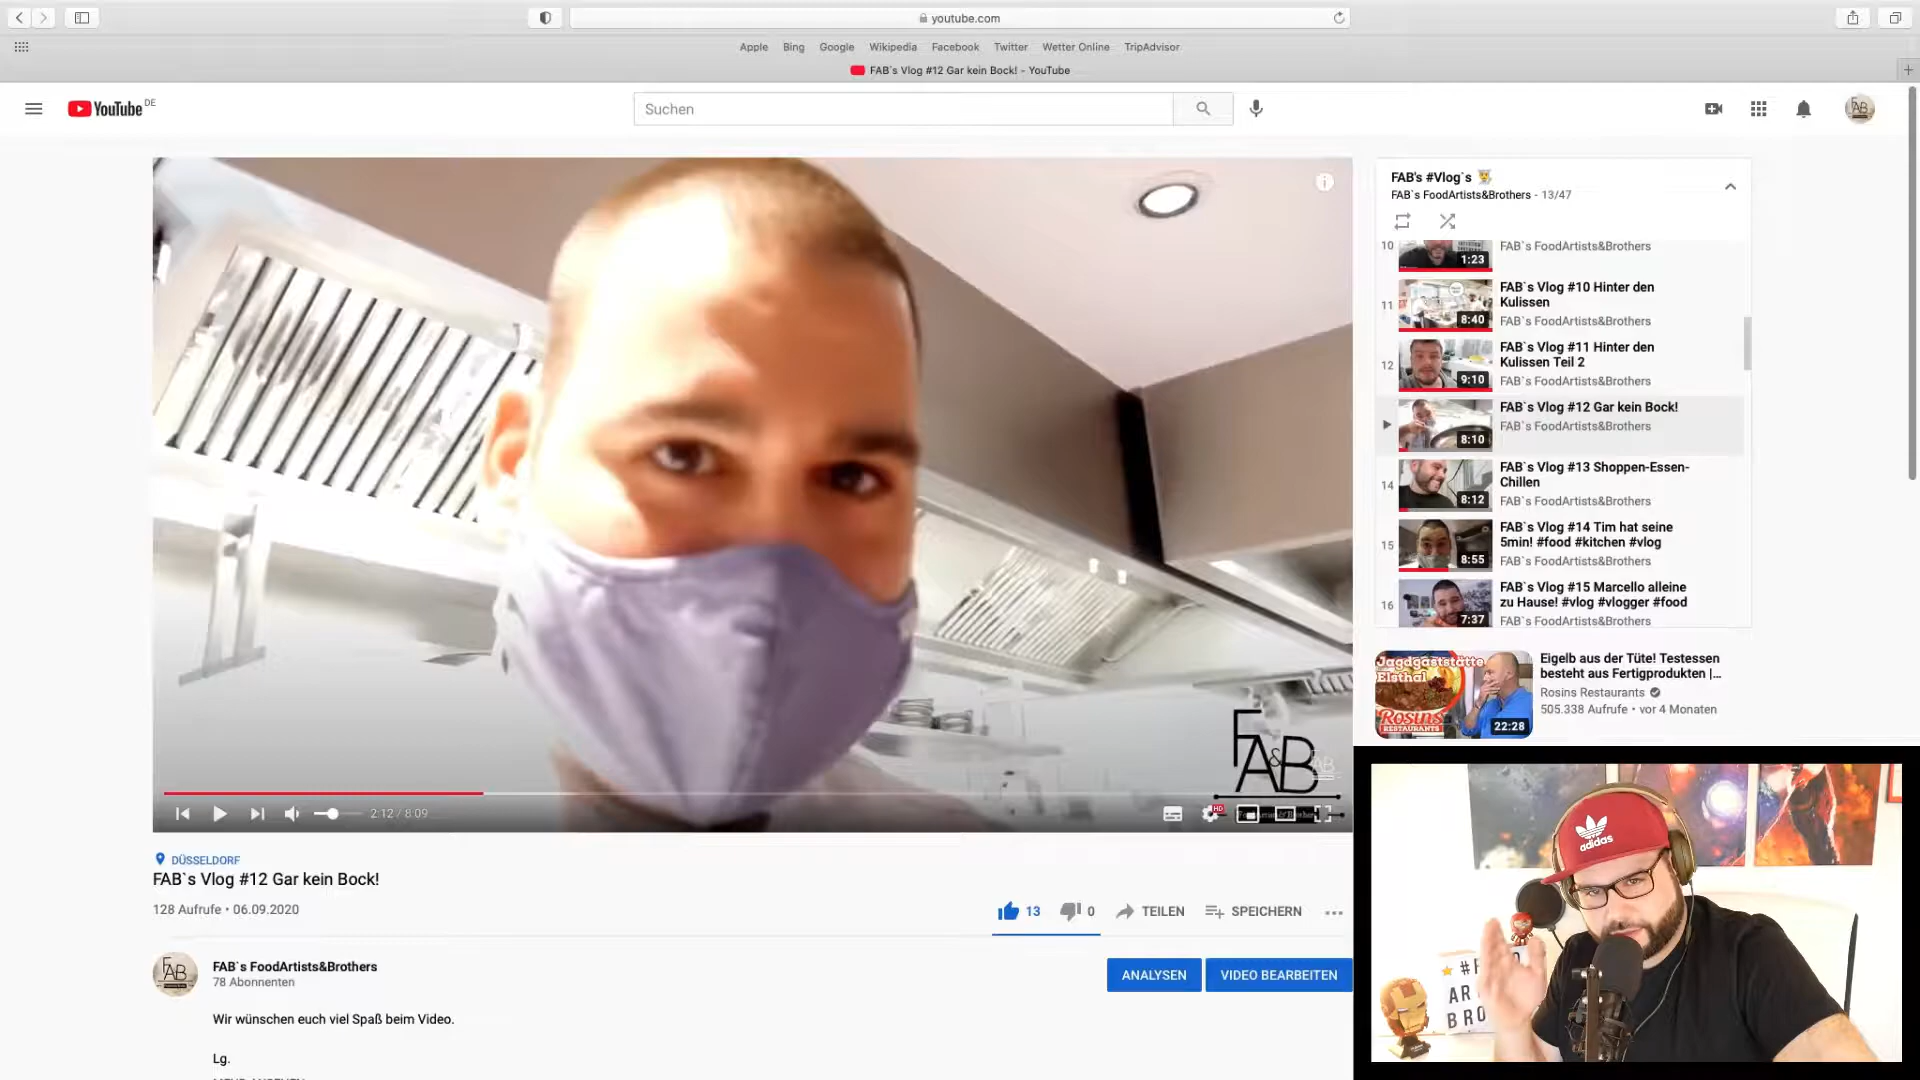 youtube.com
Apple Bing Google Wikipedia Facebook Twitter Wetter Online TripAdvisor
FAB`s Vlog #12 Gar kein Bock! - YouTube
YouTube DE
Suchen
FAB's #Vlog`s
FAB`s FoodArtists&Brothers - 13/47
10
1:23
FAB`s FoodArtists&Brothers
11
8:40
FAB`s Vlog #10 Hinter den
Kulissen
FAB`s FoodArtists&Brothers
12
9:10
FAB`s Vlog #11 Hinter den
Kulissen Teil 2
FAB`s FoodArtists&Brothers
8:10
FAB`s Vlog #12 Gar kein Bock!
FAB`s FoodArtists&Brothers
14
8:12
FAB`s Vlog #13 Shoppen-Essen-
Chillen
FAB`s FoodArtists&Brothers
15
8:55
FAB`s Vlog #14 Tim hat seine
5min! #food #kitchen #vlog
FAB`s FoodArtists&Brothers
16
7:37
FAB`s Vlog #15 Marcello alleine
zu Hause! #vlog #vlogger #food
FAB`s FoodArtists&Brothers
Jagdgaststätte
Elsthal
Rosins
RESTAURANTS
22:28
Eigelb aus der Tüte! Testessen
besteht aus Fertigprodukten |...
Rosins Restaurants
505.338 Aufrufe • vor 4 Monaten
FA&B
2:12 / 8:09
HD
DÜSSELDORF
FAB`s Vlog #12 Gar kein Bock!
128 Aufrufe • 06.09.2020
13 0 TEILEN SPEICHERN
FAB
FAB`s FoodArtists&Brothers
78 Abonnenten
ANALYSEN VIDEO BEARBEITEN
Wir wünschen euch viel Spaß beim Video.
Lg.
adidas
#F
AR
BRO